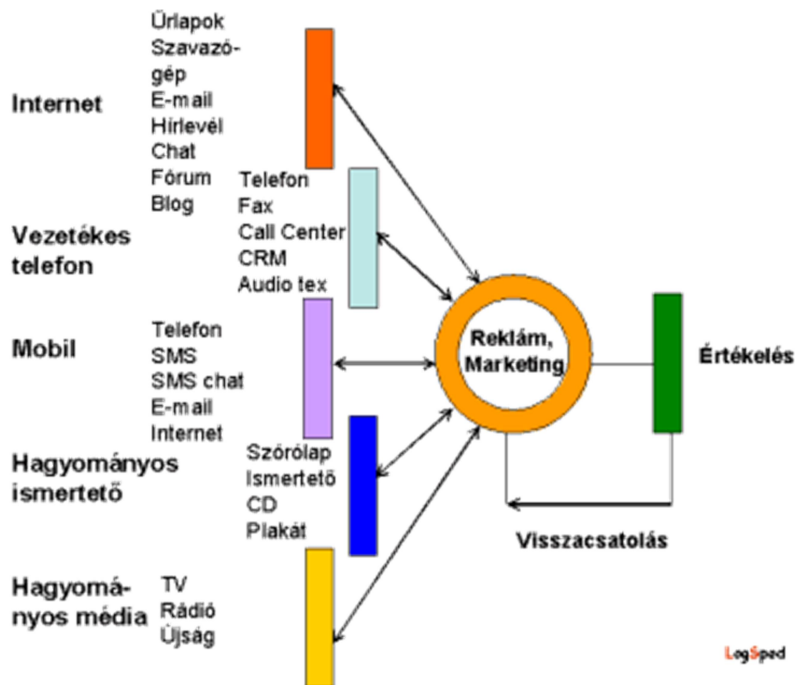 Internet
Űrlapok
Szavazó-
gép
E-mail
Hírlevél
Chat
Fórum
Blog
Vezetékes
telefon
Telefon
Fax
Call Center
CRM
Audio tex
Mobil
Telefon
SMS
SMS chat
E-mail
Internet
Hagyományos
ismertető
Szórólap
Ismertető
CD
Plakát
Hagyomá-
nyos média
TV
Rádió
Újság
Reklám,
Marketing
Értékelés
Visszacsatolás
LogSped